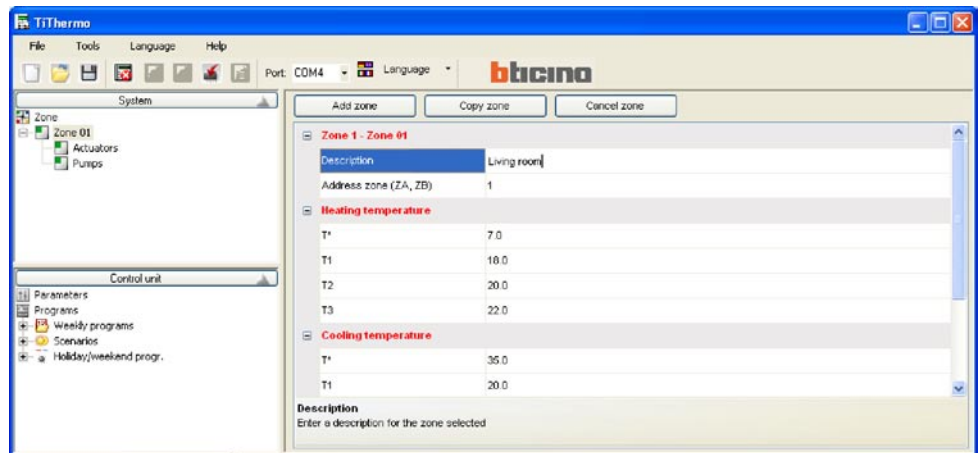 TiThermo
File Tools Language Help
Port: COM4 Language bticino
System
Zone
Zone 01
Actuators
Pumps
Control unit
Parameters
Programs
Weekly programs
Scenarios
Holiday/weekend progr.
Add zone Copy zone Cancel zone
Zone 1 - Zone 01
Description Living room
Address zone (ZA, ZB) 1
Heating temperature
T* 7.0
T1 18.0
T2 20.0
T3 22.0
Cooling temperature
T* 35.0
T1 20.0
Description
Enter a description for the zone selected